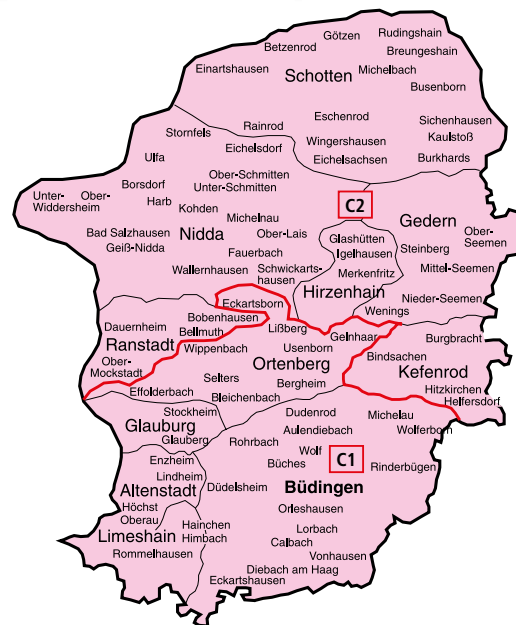 Götzen
Rudingshain
Betzenrod
Breungeshain
Einartshausen
Schotten
Michelbach
Busenborn
Eschenrod
Sichenhausen
Stornfels
Rainrod
Wingershausen
Kaulstoß
Ulfa
Eichelsdorf
Eichelsachen
Burkhards
Ober-Schmitten
Unter-Schmitten
Borsdorf
Unter-
Widdersheim
Ober-
Harb
Kohden
C2
Michelnau
Gedern
Bad Salzhausen
Nidda
Ober-Lais
Glashütten
Ober-
Seemen
Geiß-Nidda
Fauerbach
Igelhausen
Steinberg
Wallernhausen
Schwickarts-
hausen
Merkenfritz
Mittel-Seemen
Hirzenhain
Eckartsborn
Nieder-Seemen
Bobenhausen
Wenings
Dauernheim
Bellmuth
Lißberg
Gelnhaar
Burgbracht
Ranstadt
Wippenbach
Usenborn
Bindsachen
Ober-
Mockstadt
Ortenberg
Kefenrod
Selters
Bergheim
Hitzkirchen
Effolderbach
Bleichenbach
Helfersdorf
Stockheim
Dudenrod
Michelau
Glauburg
Aulendiebach
Wolferborn
Glauberg
Rohrbach
Wolf
Enzheim
Büches
C1
Rinderbügen
Lindheim
Altenstadt
Düdelsheim
Büdingen
Höchst
Orleshausen
Oberau
Hainchen
Lorbach
Limeshain
Himbach
Calbach
Rommelhausen
Vonhausen
Diebach am Haag
Eckartshausen